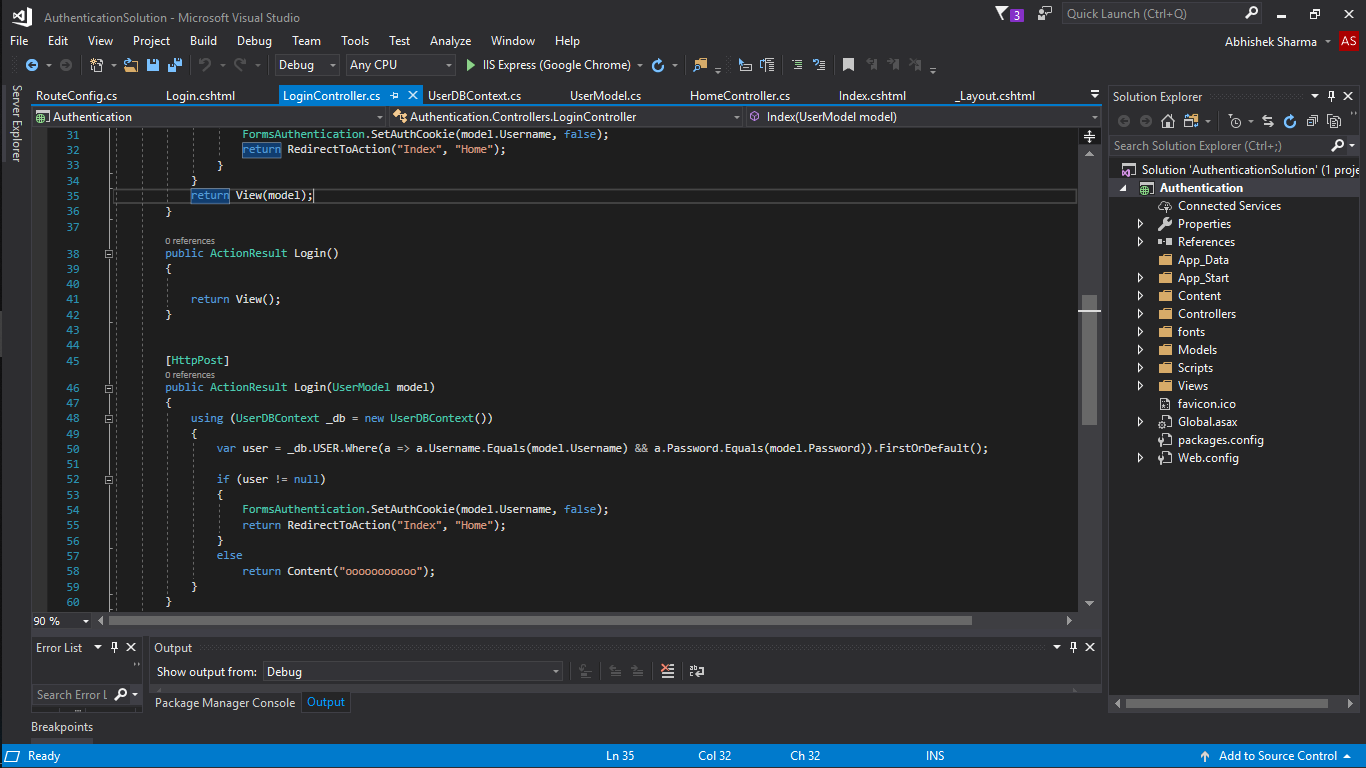 AuthenticationSolution - Microsoft Visual Studio
3
Quick Launch (Ctrl+Q)
File Edit View Project Build Debug Team Tools Test Analyze Window Help
Abhishek Sharma
AS
Debug
Any CPU
IIS Express (Google Chrome)
Server Explorer
RouteConfig.cs Login.cshtml LoginController.cs UserDBContext.cs UserModel.cs HomeController.cs Index.cshtml _Layout.cshtml
Authentication
Authentication.Controllers.LoginController
Index(UserModel model)
31 FormsAuthentication.SetAuthCookie(model.Username, false);
32 return RedirectToAction("Index", "Home");
33 }
34 }
35 return View(model);
36 }
37
0 references
38 public ActionResult Login()
39 {
40
41 return View();
42 }
43
44
45 [HttpPost]
0 references
46 public ActionResult Login(UserModel model)
47 {
48 using (UserDBContext _db = new UserDBContext())
49 {
50 var user = _db.USER.Where(a => a.Username.Equals(model.Username) && a.Password.Equals(model.Password)).FirstOrDefault();
51
52 if (user != null)
53 {
54 FormsAuthentication.SetAuthCookie(model.Username, false);
55 return RedirectToAction("Index", "Home");
56 }
57 else
58 return Content("ooooooooooo");
59 }
60 }
90 %
Error List
Search Error L
Output
Show output from: Debug
Package Manager Console Output
Breakpoints
Solution Explorer
Search Solution Explorer (Ctrl+;)
Solution 'AuthenticationSolution' (1 proje
Authentication
Connected Services
Properties
References
App_Data
App_Start
Content
Controllers
fonts
Models
Scripts
Views
favicon.ico
Global.asax
packages.config
Web.config
Ready
Ln 35 Col 32 Ch 32 INS
Add to Source Control